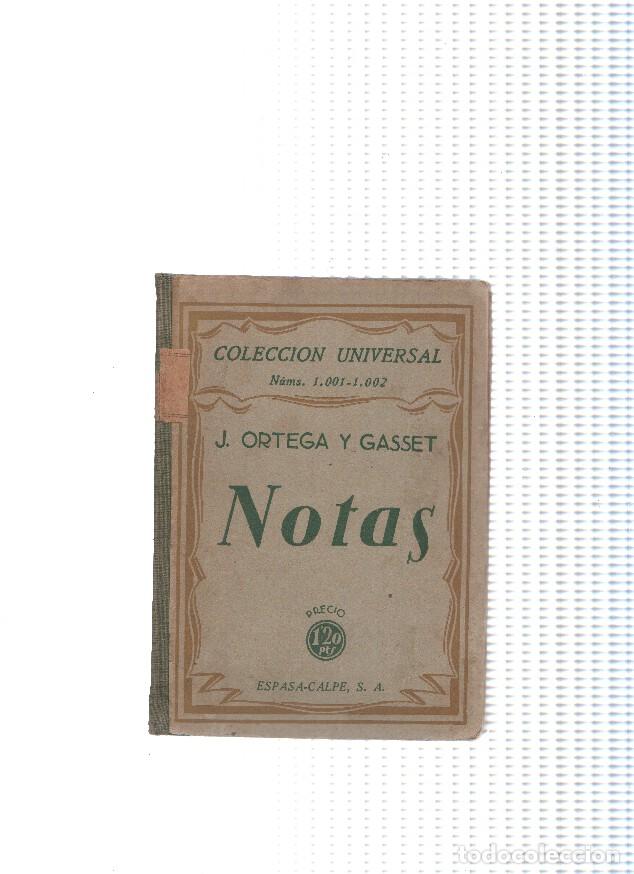 COLECCION UNIVERSAL
Núms. 1.001-1.002
J. ORTEGA Y GASSET
Notas
PRECIO
1'20
pts
ESPASA-CALPE, S. A.
todocoleccion